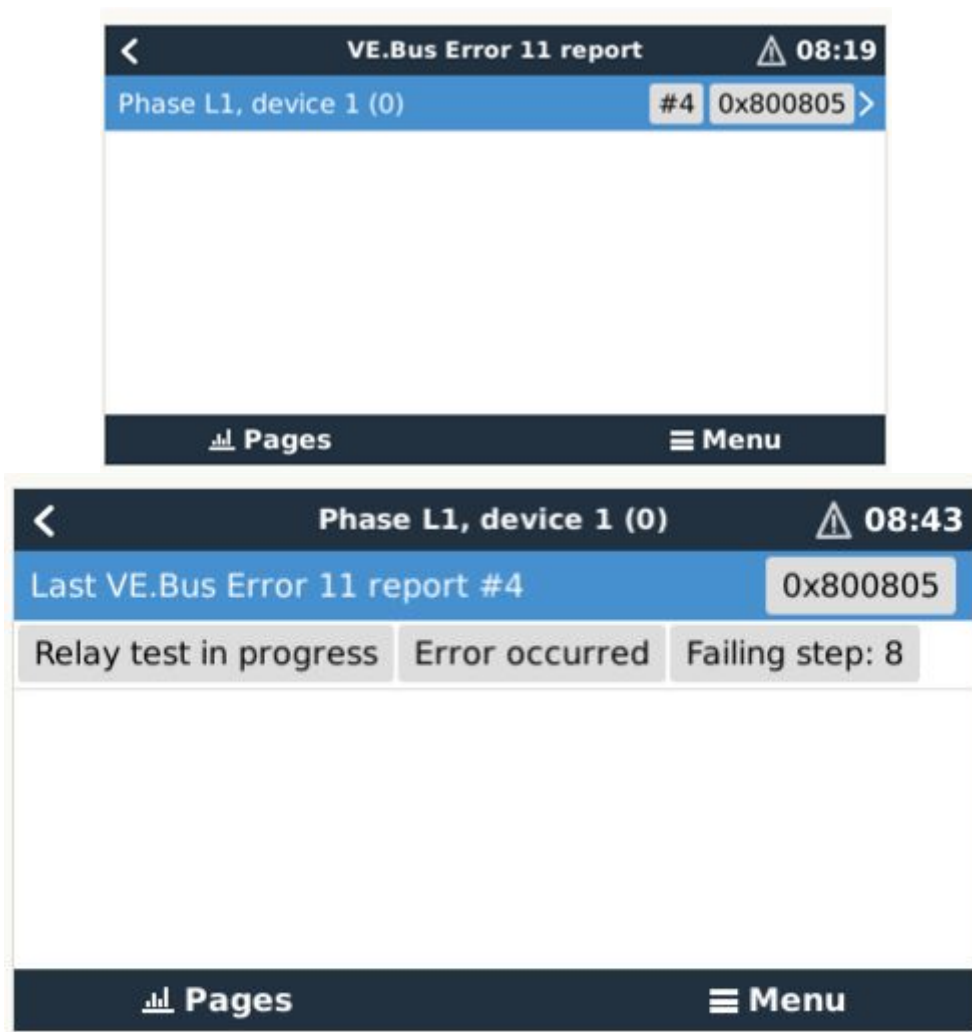 VE.Bus Error 11 report 08:19
Phase L1, device 1 (0) #4 0x800805
Pages Menu
Phase L1, device 1 (0) 08:43
Last VE.Bus Error 11 report #4 0x800805
Relay test in progress Error occurred Failing step: 8
Pages Menu